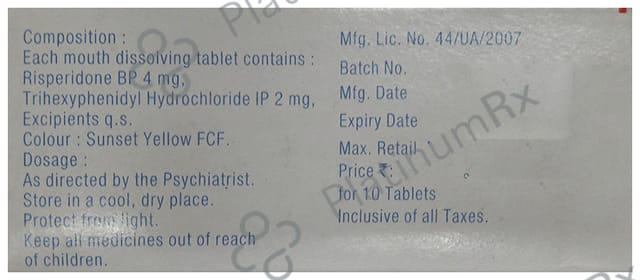 Composition :
Each mouth dissolving tablet contains :
Risperidone BP 4 mg,
Trihexyphenidyl Hydrochloride IP 2 mg,
Excipients q.s.
Colour : Sunset Yellow FCF.
Dosage :
As directed by the Psychiatrist.
Store in a cool, dry place.
Protect from light.
Keep all medicines out of reach
of children.
Mfg. Lic. No. 44/UA/2007
Batch No.
Mfg. Date
Expiry Date
Max. Retail
Price ₹:
for 10 Tablets
Inclusive of all Taxes.
PlatinumRx